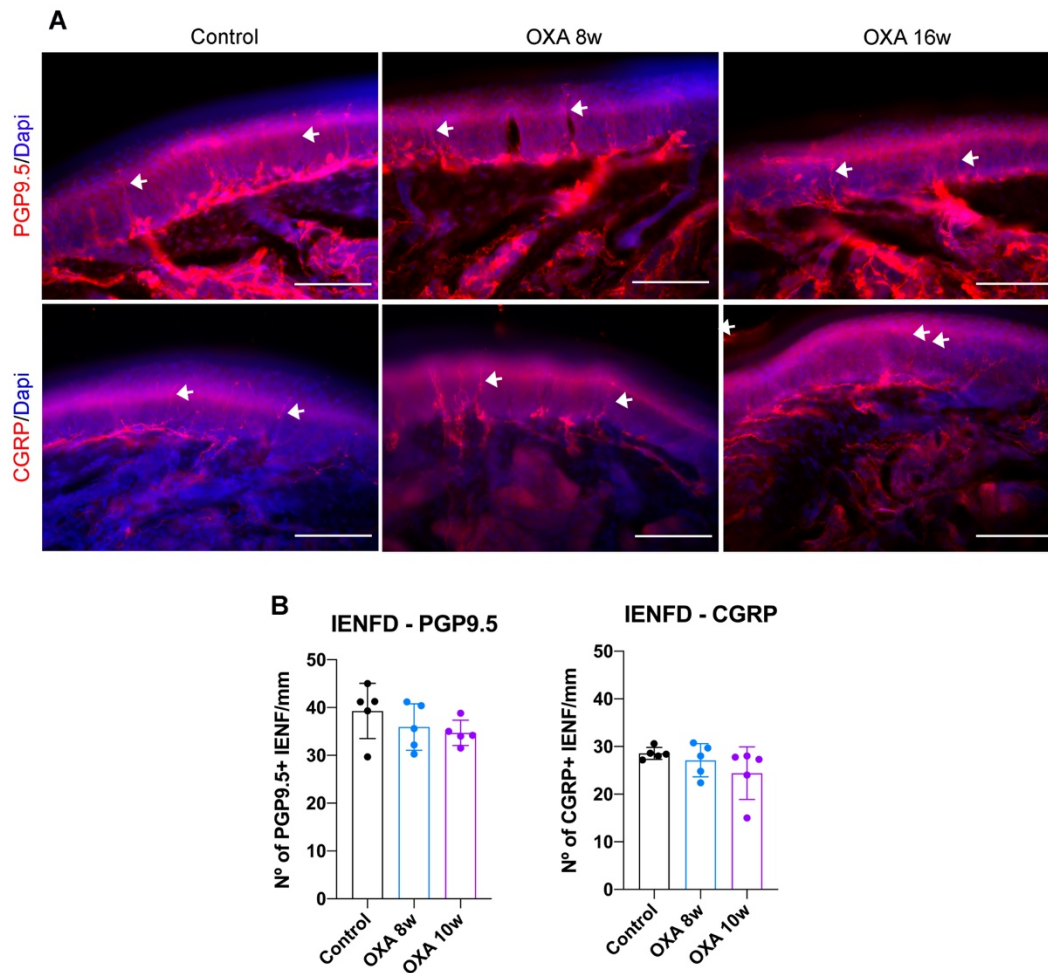 A
Control
OXA 8w
OXA 16w
PGP9.5/Dapi
CGRP/Dapi
B
IENFD - PGP9.5
Nº of PGP9.5+ IENF/mm
50
40
30
20
10
0
Control
OXA 8w
OXA 10w
IENFD - CGRP
Nº of CGRP+ IENF/mm
50
40
30
20
10
0
Control
OXA 8w
OXA 10w